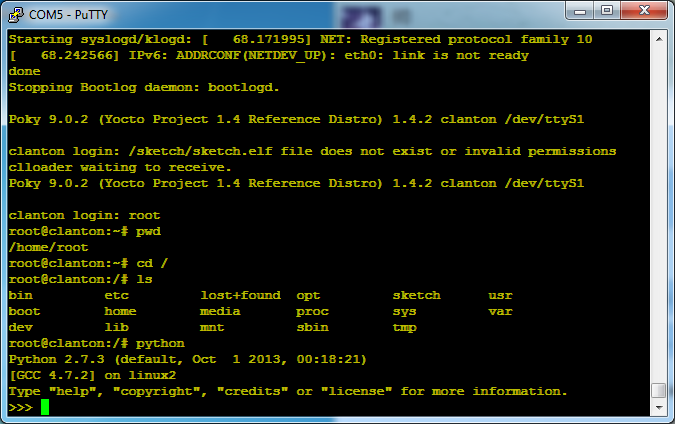 COM5 - PuTTY
Starting syslogd/klogd: [   68.171995] NET: Registered protocol family 10
[   68.242566] IPv6: ADDRCONF(NETDEV_UP): eth0: link is not ready
done
Stopping Bootlog daemon: bootlogd.
Poky 9.0.2 (Yocto Project 1.4 Reference Distro) 1.4.2 clanton /dev/ttyS1
clanton login: /sketch/sketch.elf file does not exist or invalid permissions
clloader waiting to receive.
Poky 9.0.2 (Yocto Project 1.4 Reference Distro) 1.4.2 clanton /dev/ttyS1
clanton login: root
root@clanton:~# pwd
/home/root
root@clanton:~# cd /
root@clanton:/# ls
bin         etc         lost+found  opt         sketch      usr
boot        home        media       proc        sys         var
dev         lib         mnt         sbin        tmp
root@clanton:/# python
Python 2.7.3 (default, Oct  1 2013, 00:18:21)
[GCC 4.7.2] on linux2
Type "help", "copyright", "credits" or "license" for more information.
>>>